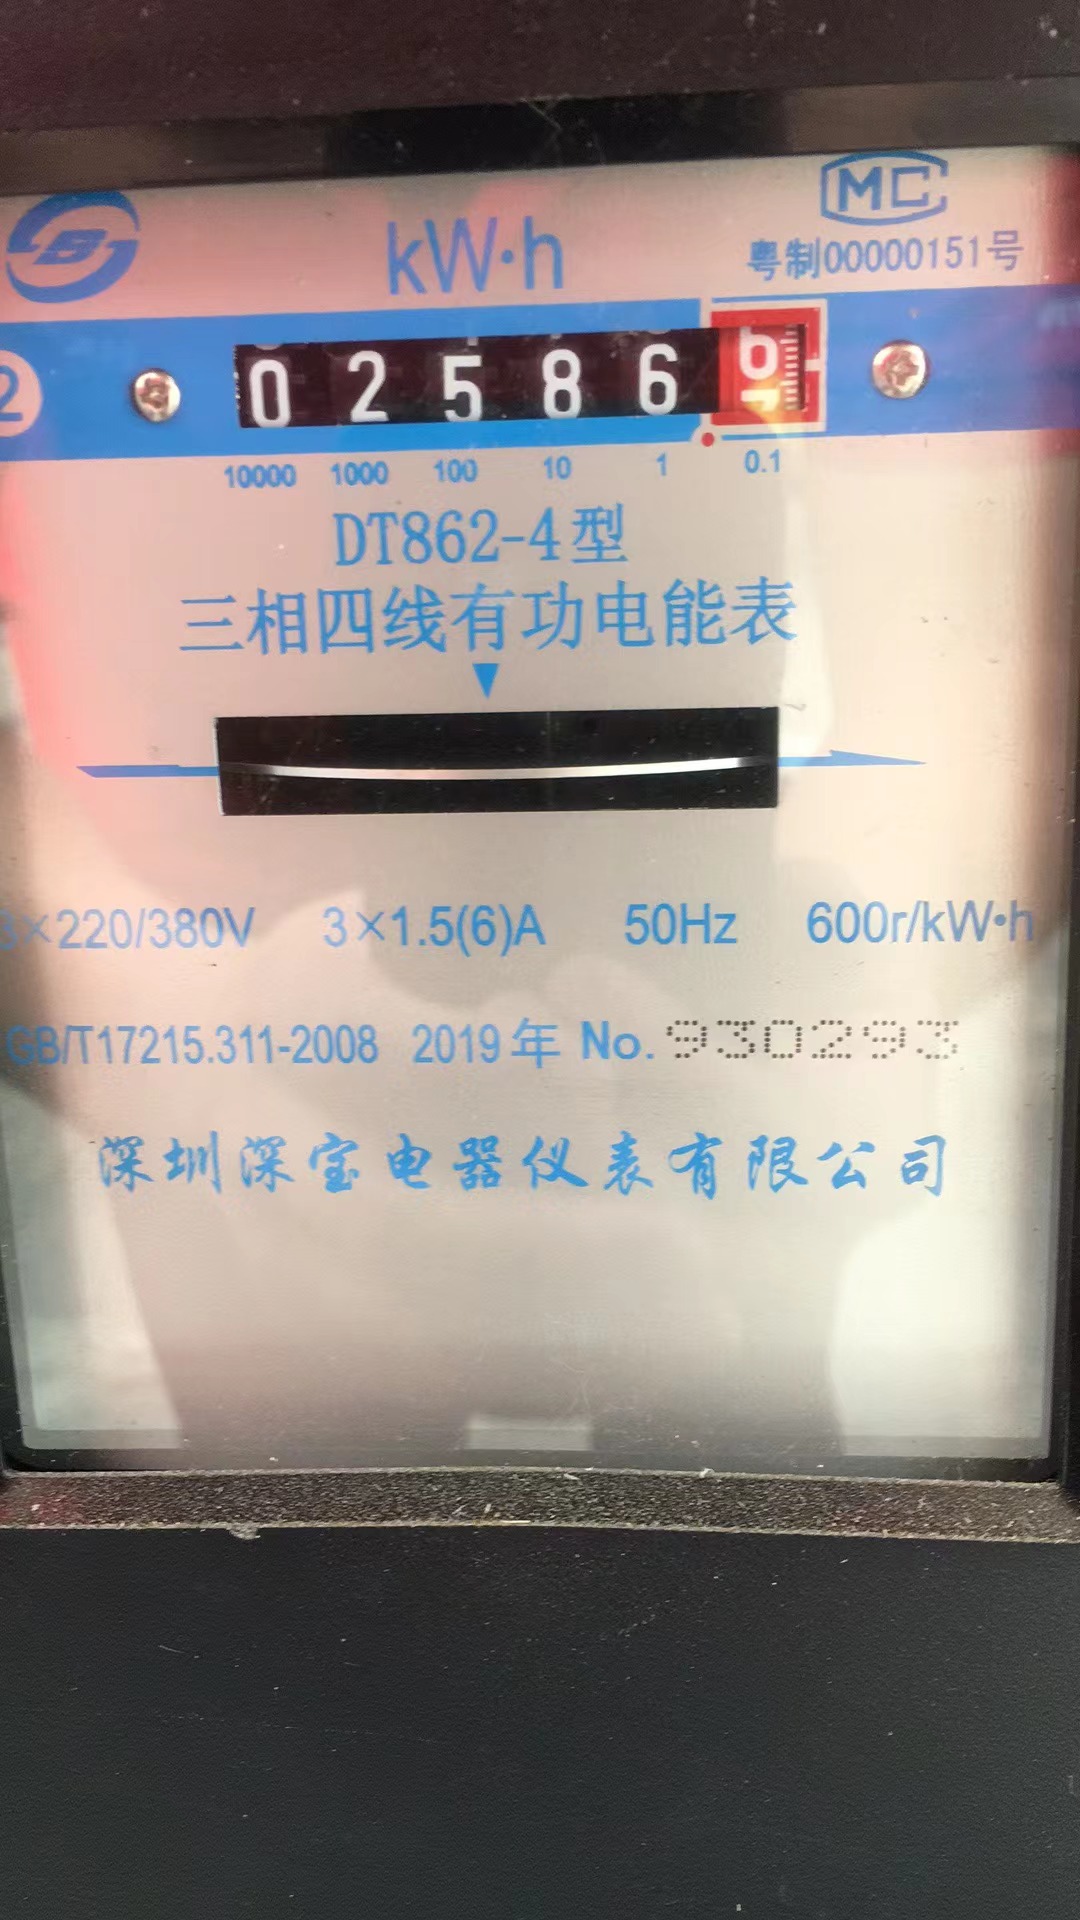 MC
kW·h
粤制00000151号
2
0 2 5 8 6 6
10000 1000 100 10 1 0.1
DT862-4型
三相四线有功电能表
3×220/380V 3×1.5(6)A 50Hz 600r/kW·h
GB/T17215.311-2008 2019年 No. 930293
深圳深宝电器仪表有限公司